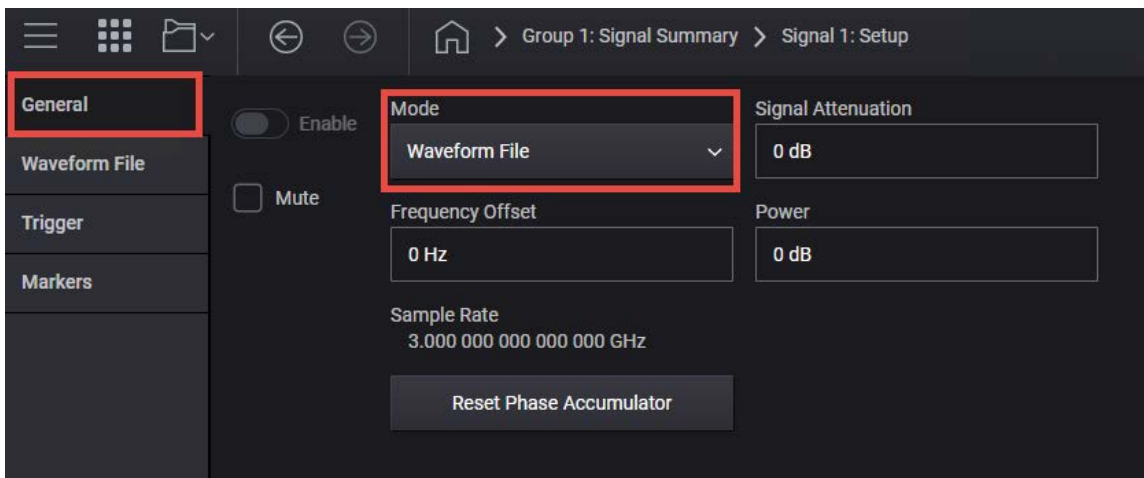 Group 1: Signal Summary
Signal 1: Setup
General
Waveform File
Trigger
Markers
Enable
Mute
Mode
Waveform File
Signal Attenuation
0 dB
Frequency Offset
0 Hz
Power
0 dB
Sample Rate
3.000 000 000 000 000 GHz
Reset Phase Accumulator